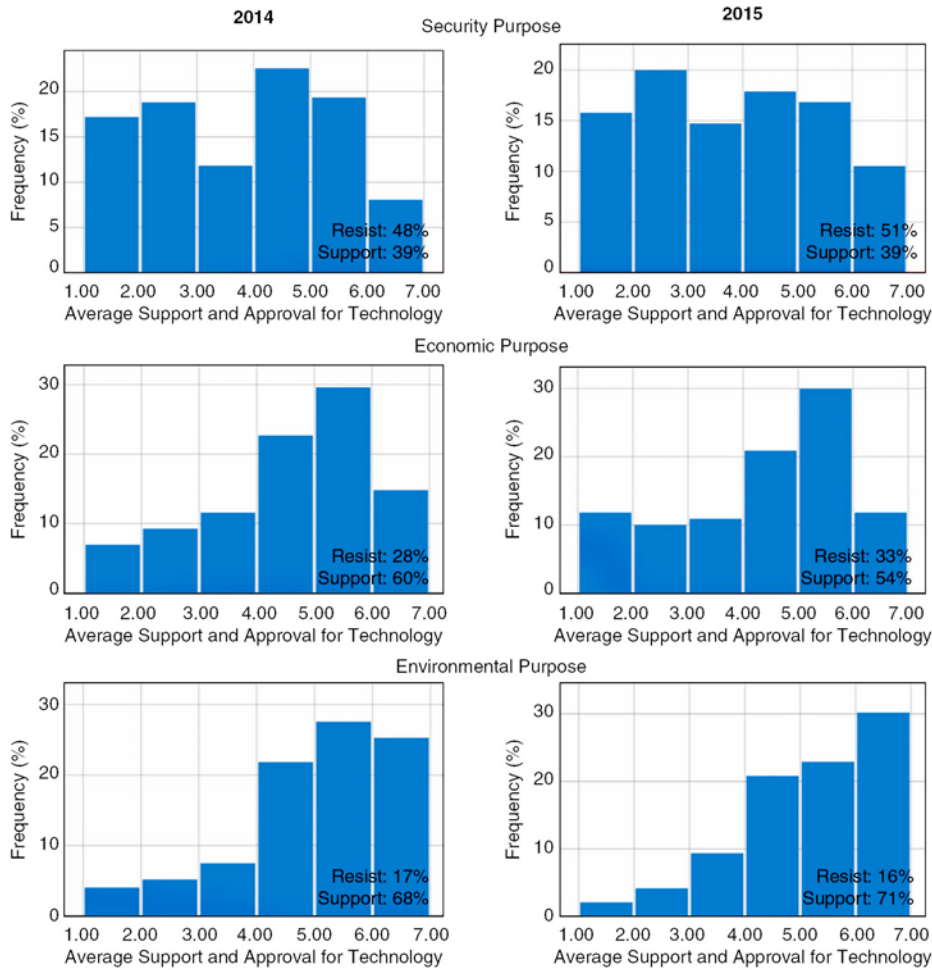 2014
2015
Security Purpose
Frequency (%)
20
15
10
5
0
Resist: 48%
Support: 39%
1.00 2.00 3.00 4.00 5.00 6.00 7.00
Average Support and Approval for Technology
Frequency (%)
20
15
10
5
0
Resist: 51%
Support: 39%
1.00 2.00 3.00 4.00 5.00 6.00 7.00
Average Support and Approval for Technology
Economic Purpose
Frequency (%)
30
20
10
0
Resist: 28%
Support: 60%
1.00 2.00 3.00 4.00 5.00 6.00 7.00
Average Support and Approval for Technology
Frequency (%)
30
20
10
0
Resist: 33%
Support: 54%
1.00 2.00 3.00 4.00 5.00 6.00 7.00
Average Support and Approval for Technology
Environmental Purpose
Frequency (%)
30
20
10
0
Resist: 17%
Support: 68%
1.00 2.00 3.00 4.00 5.00 6.00 7.00
Average Support and Approval for Technology
Frequency (%)
30
20
10
0
Resist: 16%
Support: 71%
1.00 2.00 3.00 4.00 5.00 6.00 7.00
Average Support and Approval for Technology